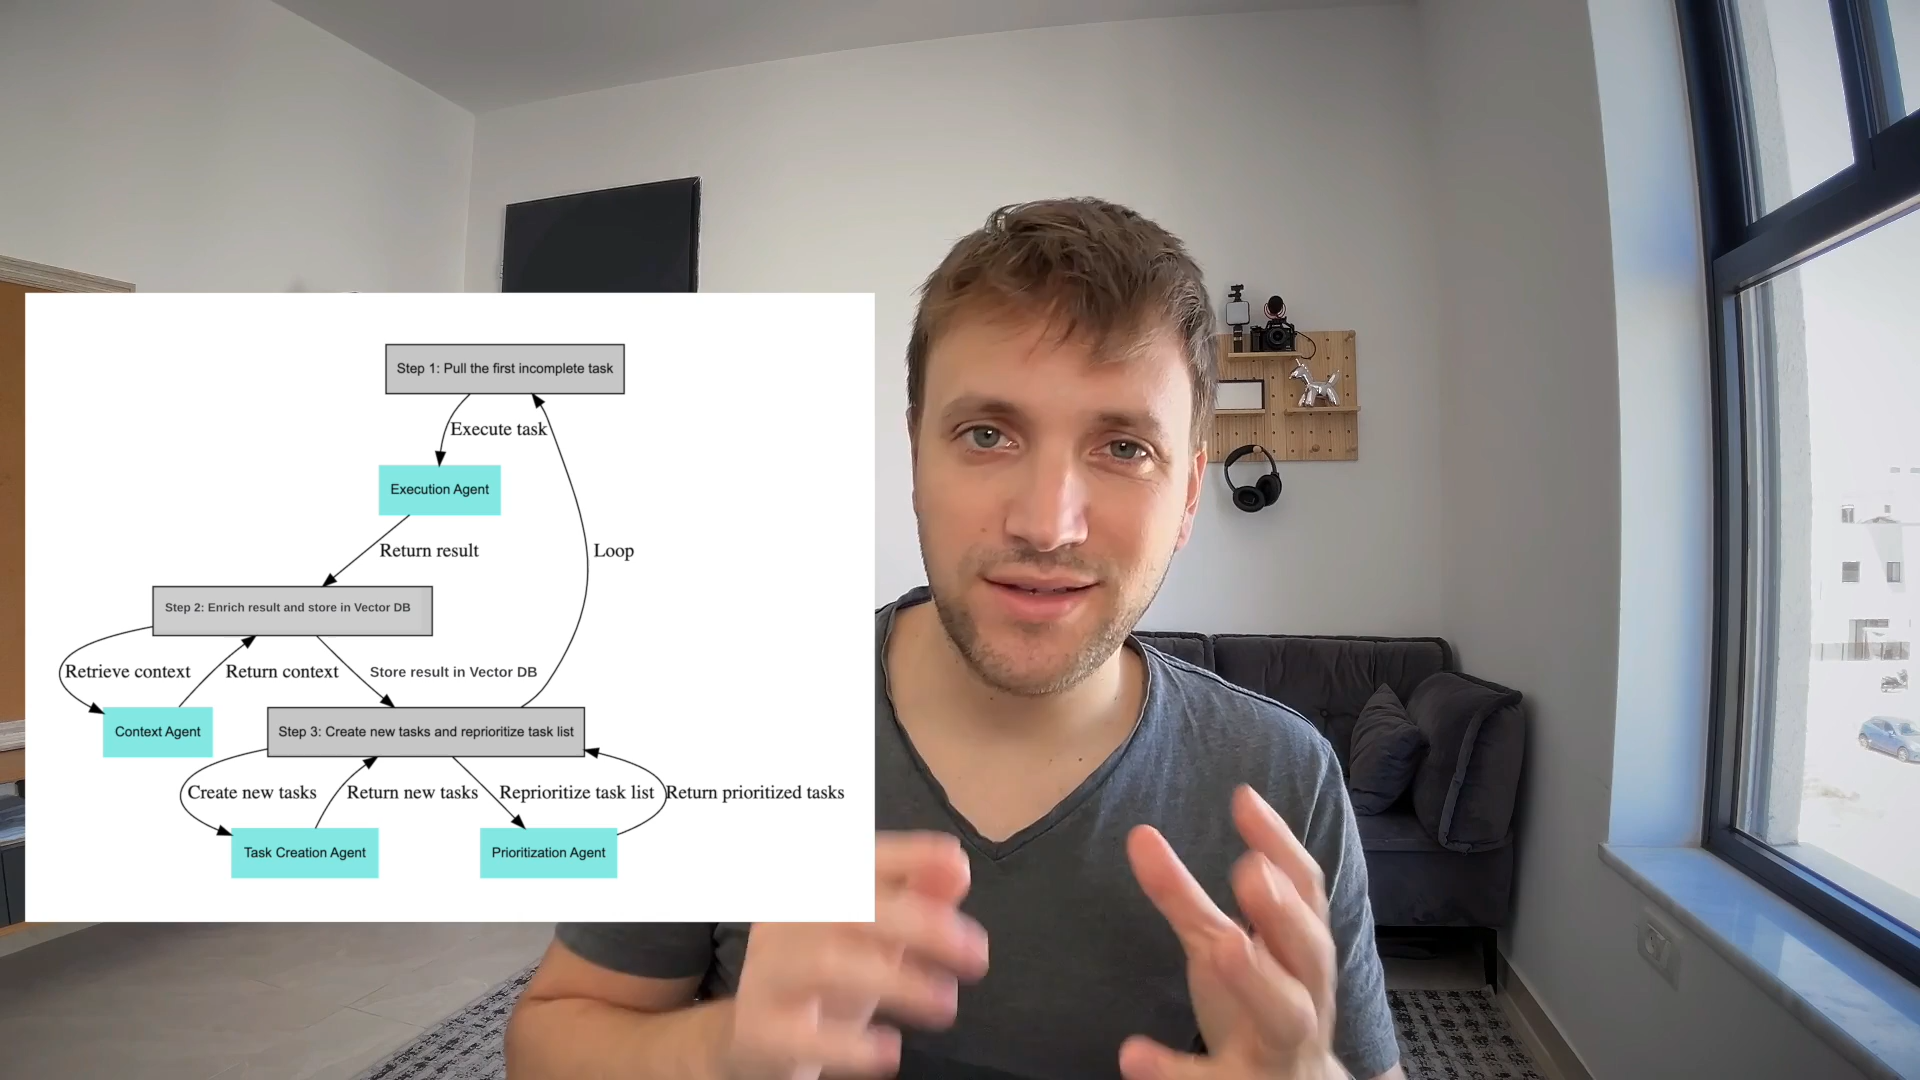 Step 1: Pull the first incomplete task
Execute task
Execution Agent
Return result
Loop
Step 2: Enrich result and store in Vector DB
Retrieve context
Return context
Store result in Vector DB
Context Agent
Step 3: Create new tasks and reprioritize task list
Create new tasks
Return new tasks
Reprioritize task list
Return prioritized tasks
Task Creation Agent
Prioritization Agent